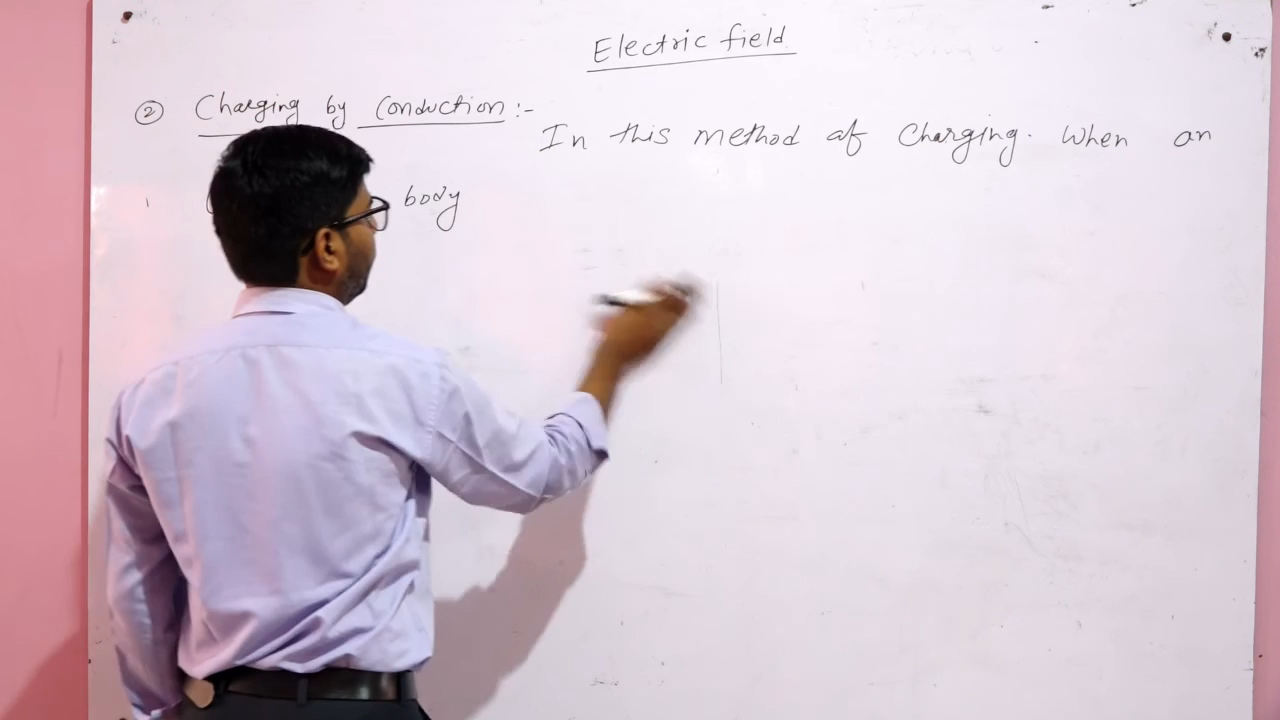 Electric field
② Charging by Conduction :-
In this method of Charging. When an
body